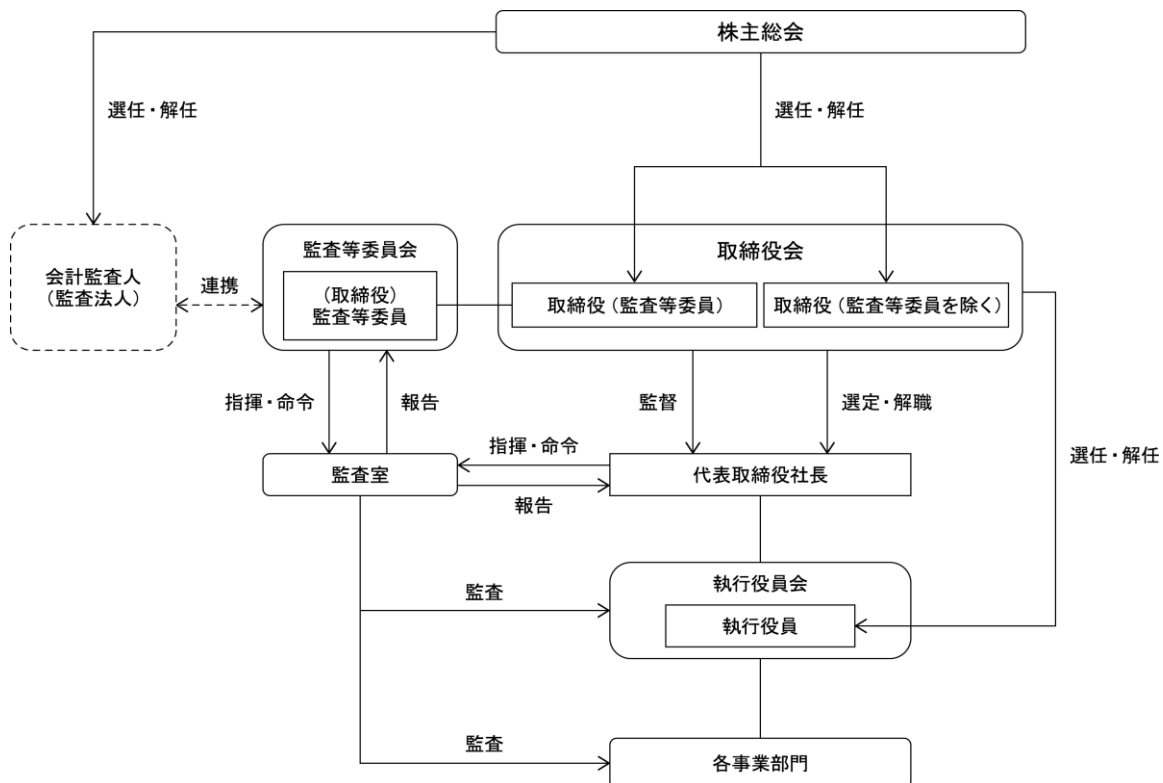 株主総会
選任・解任
選任・解任
会計監査人
（監査法人）
連携
監査等委員会
（取締役）
監査等委員
取締役会
取締役（監査等委員）
取締役（監査等委員を除く）
指揮・命令
報告
監督
選定・解職
選任・解任
監査室
指揮・命令
報告
代表取締役社長
監査
執行役員会
執行役員
監査
各事業部門